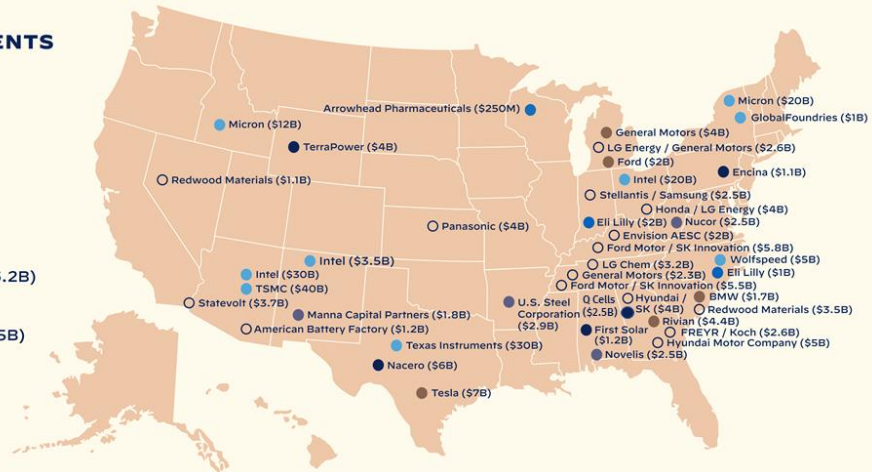 ENTS
5.2B)
5B)
Arrowhead Pharmaceuticals ($250M)
Micron ($20B)
GlobalFoundries ($1B)
Micron ($12B)
General Motors ($4B)
TerraPower ($4B)
LG Energy / General Motors ($2.6B)
Ford ($2B)
Encina ($1.1B)
Redwood Materials ($1.1B)
Intel ($20B)
Stellantis / Samsung ($2.5B)
Honda / LG Energy ($4B)
Panasonic ($4B)
Eli Lilly ($2B)
Nucor ($2.5B)
Envision AESC ($2B)
Ford Motor / SK Innovation ($5.8B)
Intel ($3.5B)
Wolfspeed ($5B)
LG Chem ($3.2B)
Intel ($30B)
General Motors ($2.3B)
Eli Lilly ($1B)
TSMC ($40B)
Ford Motor / SK Innovation ($5.5B)
Statevolt ($3.7B)
U.S. Steel
Corporation
($2.9B)
Q Cells
($2.5B)
Hyundai /
SK ($4B)
BMW ($1.7B)
Redwood Materials ($3.5B)
Manna Capital Partners ($1.8B)
Rivian ($4.4B)
American Battery Factory ($1.2B)
First Solar
($1.2B)
FREYR / Koch ($2.6B)
Hyundai Motor Company ($5B)
Texas Instruments ($30B)
Novelis ($2.5B)
Nacero ($6B)
Tesla ($7B)